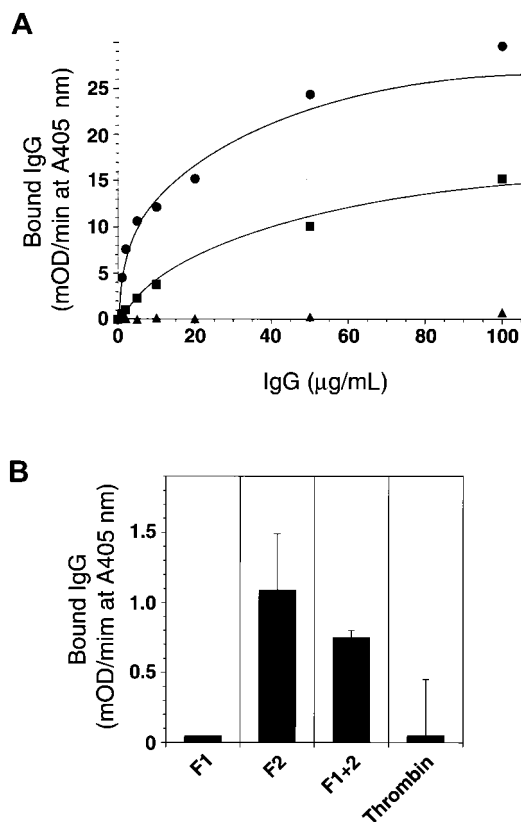 A
Bound IgG
(mOD/min at A405 nm)
25
20
15
10
5
0
0 20 40 60 80 100
IgG (µg/mL)
B
Bound IgG
(mOD/mim at A405 nm)
1.5
1.0
0.5
0
F1 F2 F1+2 Thrombin